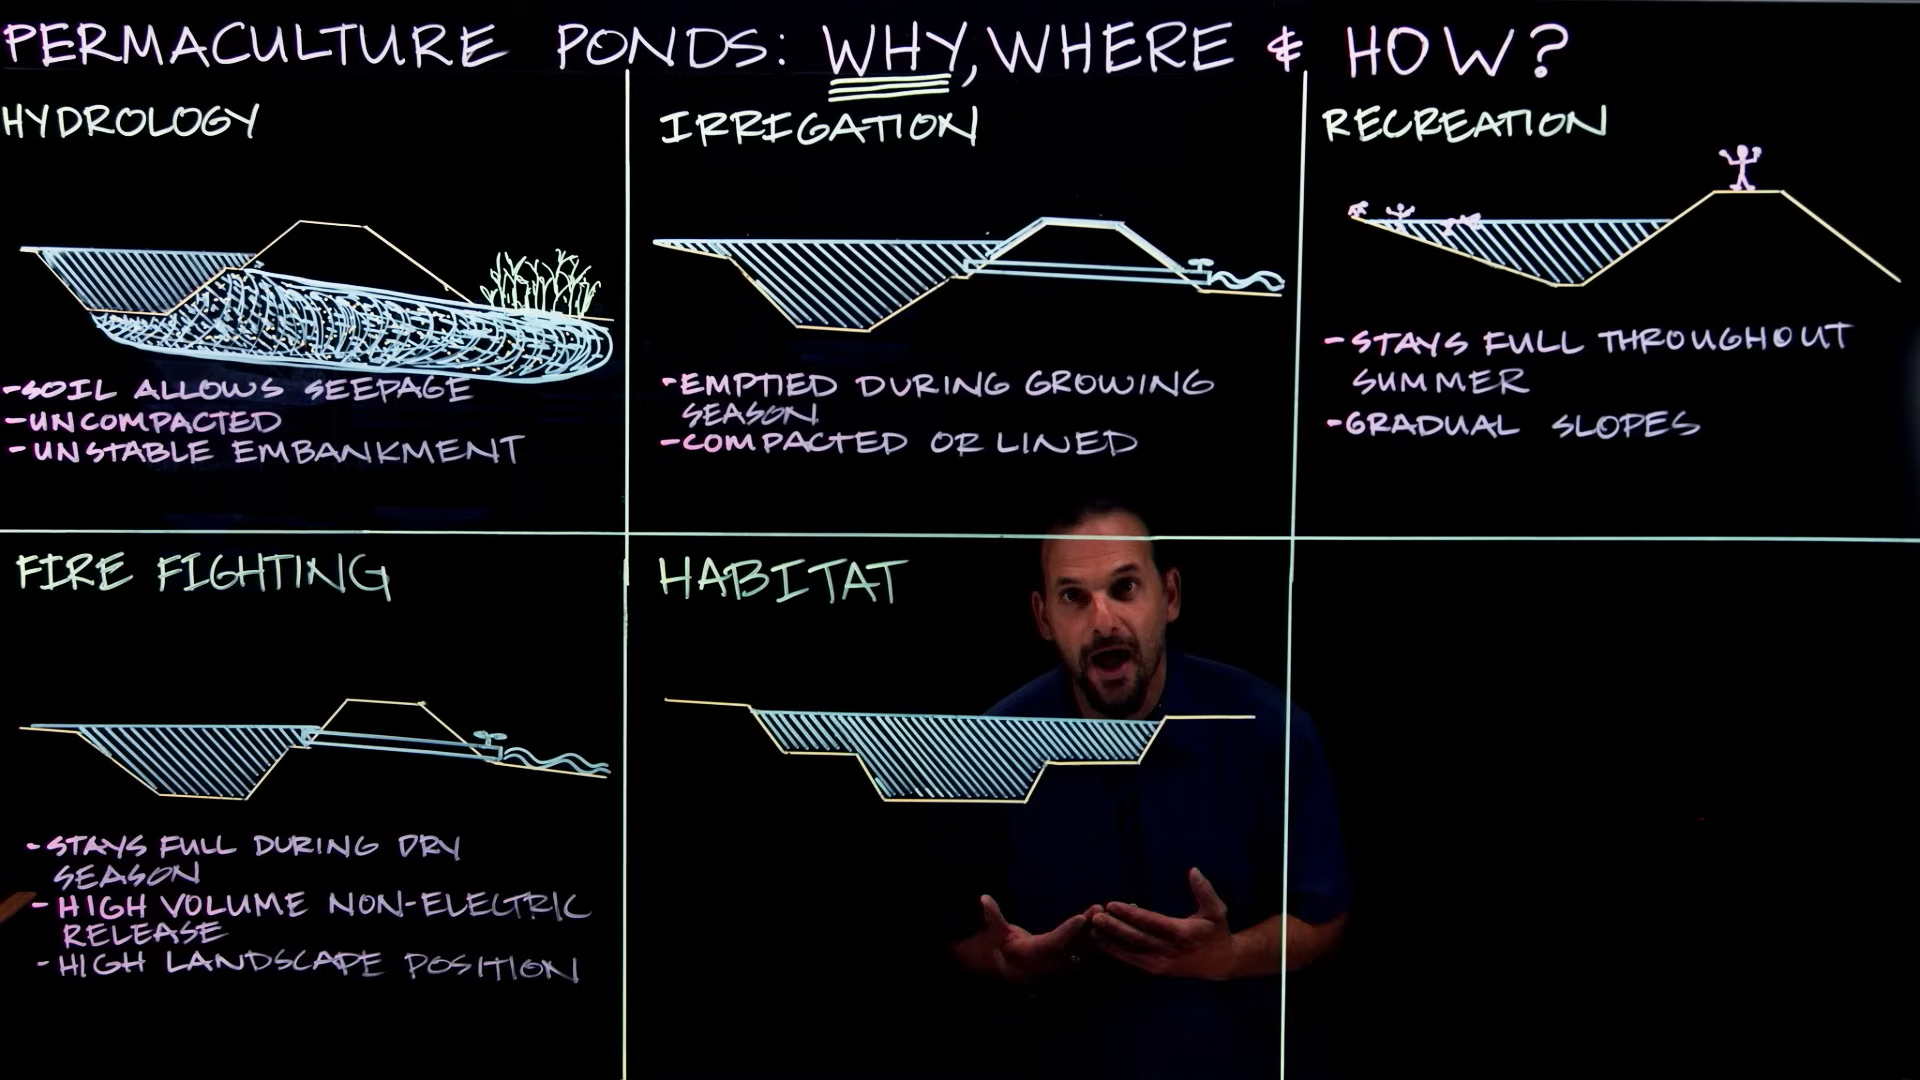 PERMACULTURE PONDS: WHY, WHERE & HOW?
HYDROLOGY
-SOIL ALLOWS SEEPAGE
-UNCOMPACTED
-UNSTABLE EMBANKMENT
IRRIGATION
-EMPTIED DURING GROWING
SEASON
-COMPACTED OR LINED
RECREATION
-STAYS FULL THROUGHOUT
SUMMER
-GRADUAL SLOPES
FIRE FIGHTING
-STAYS FULL DURING DRY
SEASON
-HIGH VOLUME NON-ELECTRIC
RELEASE
-HIGH LANDSCAPE POSITION
HABITAT